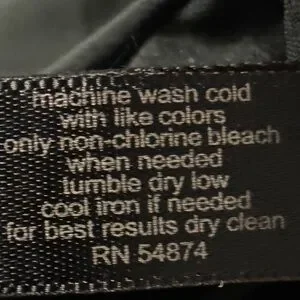 machine wash cold
with like colors
only non-chlorine bleach
when needed
tumble dry low
cool iron if needed
for best results dry clean
RN 54874